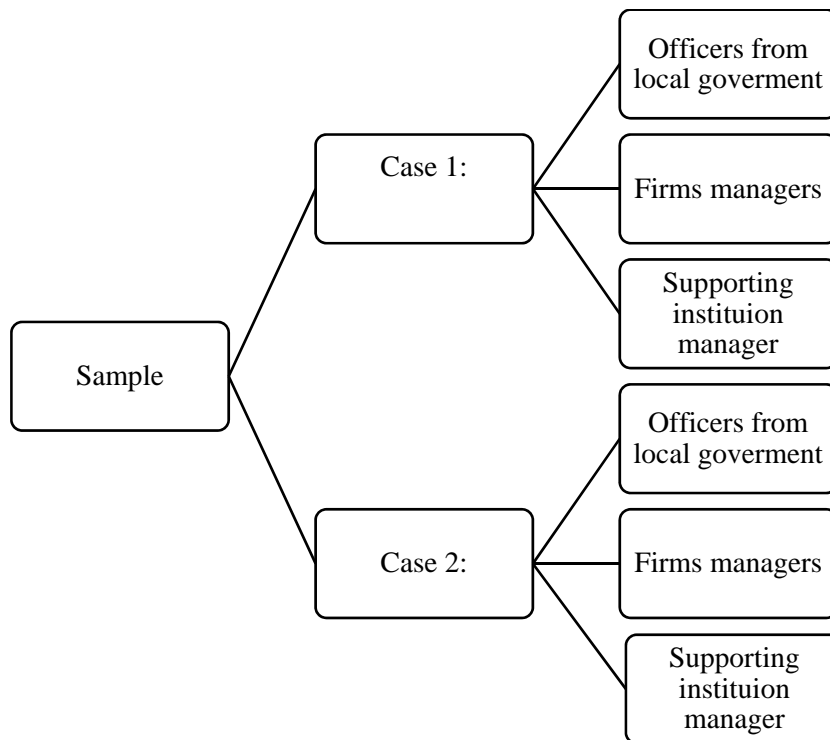 Officers from
local goverment
Case 1:
Firms managers
Supporting
instituion
manager
Sample
Officers from
local goverment
Case 2:
Firms managers
Supporting
instituion
manager